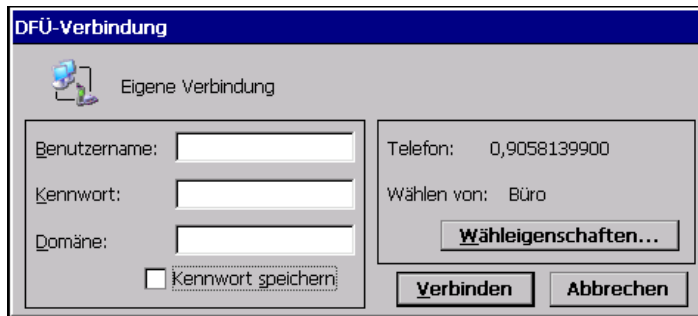 DFÜ-Verbindung
Eigene Verbindung
Benutzername:
Kennwort:
Domäne:
Kennwort speichern
Telefon: 0,9058139900
Wählen von: Büro
Wähleigenschaften...
Verbinden Abbrechen